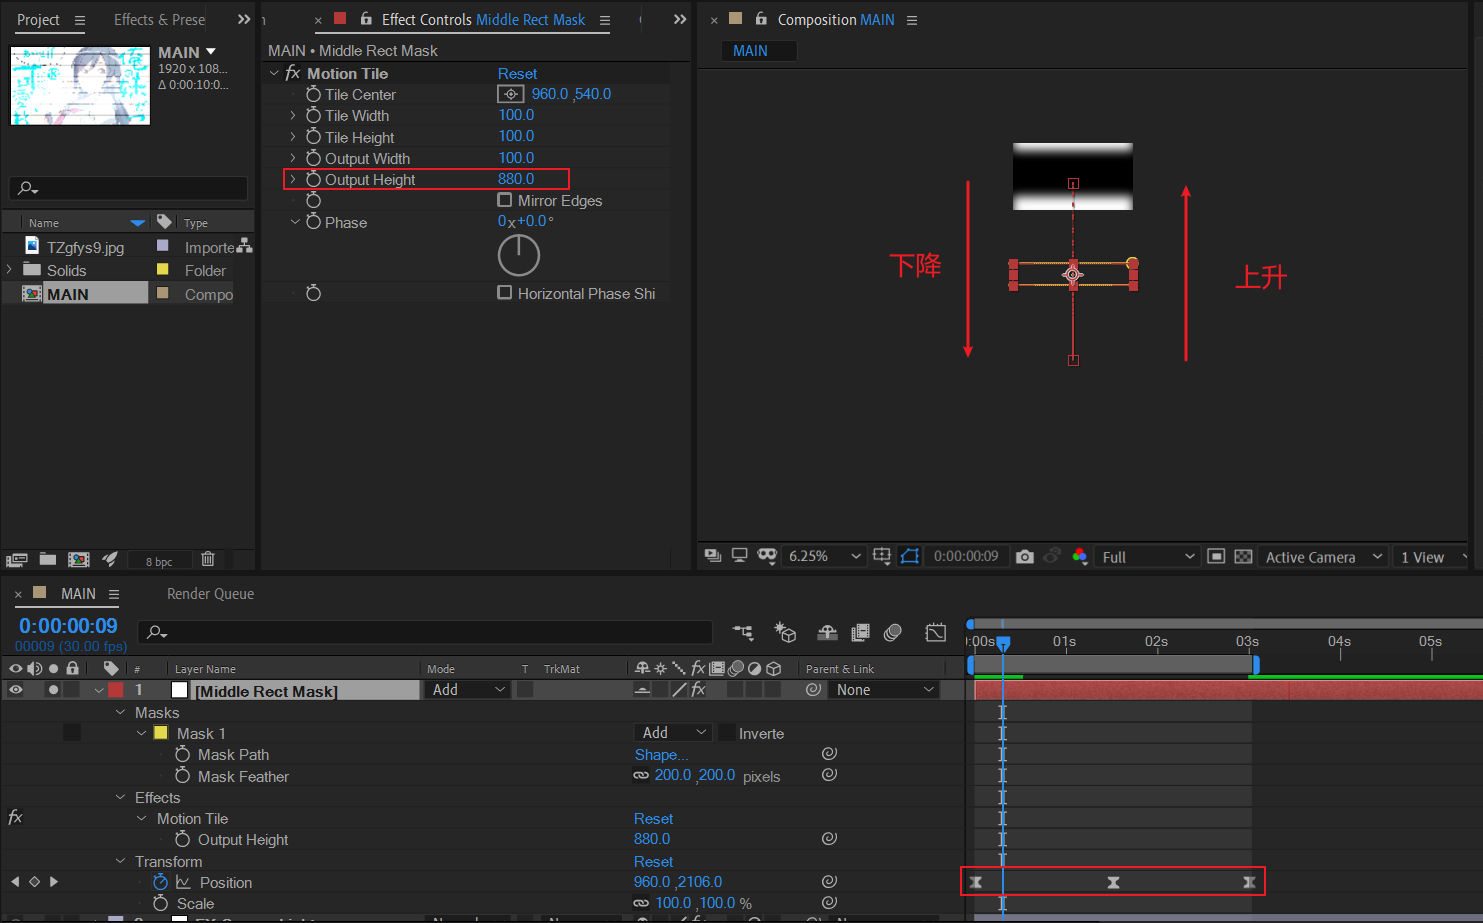 Project
Effects & Prese
Effect Controls Middle Rect Mask
Composition MAIN
MAIN
1920 x 108...
Δ 0:00:10:0...
MAIN • Middle Rect Mask
MAIN
fx Motion Tile Reset
Tile Center 960.0 ,540.0
Tile Width 100.0
Tile Height 100.0
Output Width 100.0
Output Height 880.0
Mirror Edges
Phase 0x+0.0°
Horizontal Phase Shi
Name Type
TZgfys9.jpg Importe
Solids Folder
MAIN Compo
8 bpc
下降
上升
6.25%
0:00:00:09
Full
Active Camera
1 View
MAIN
Render Queue
0:00:00:09
00009 (30.00 fps)
:00s 01s 02s 03s 04s 05s
# Layer Name Mode T TrkMat fx Parent & Link
1 [Middle Rect Mask] Add fx None
Masks
Mask 1 Add Inverte
Mask Path Shape...
Mask Feather 200.0 ,200.0 pixels
Effects
fx Motion Tile Reset
Output Height 880.0
Transform Reset
Position 960.0 ,2106.0
Scale 100.0 ,100.0 %